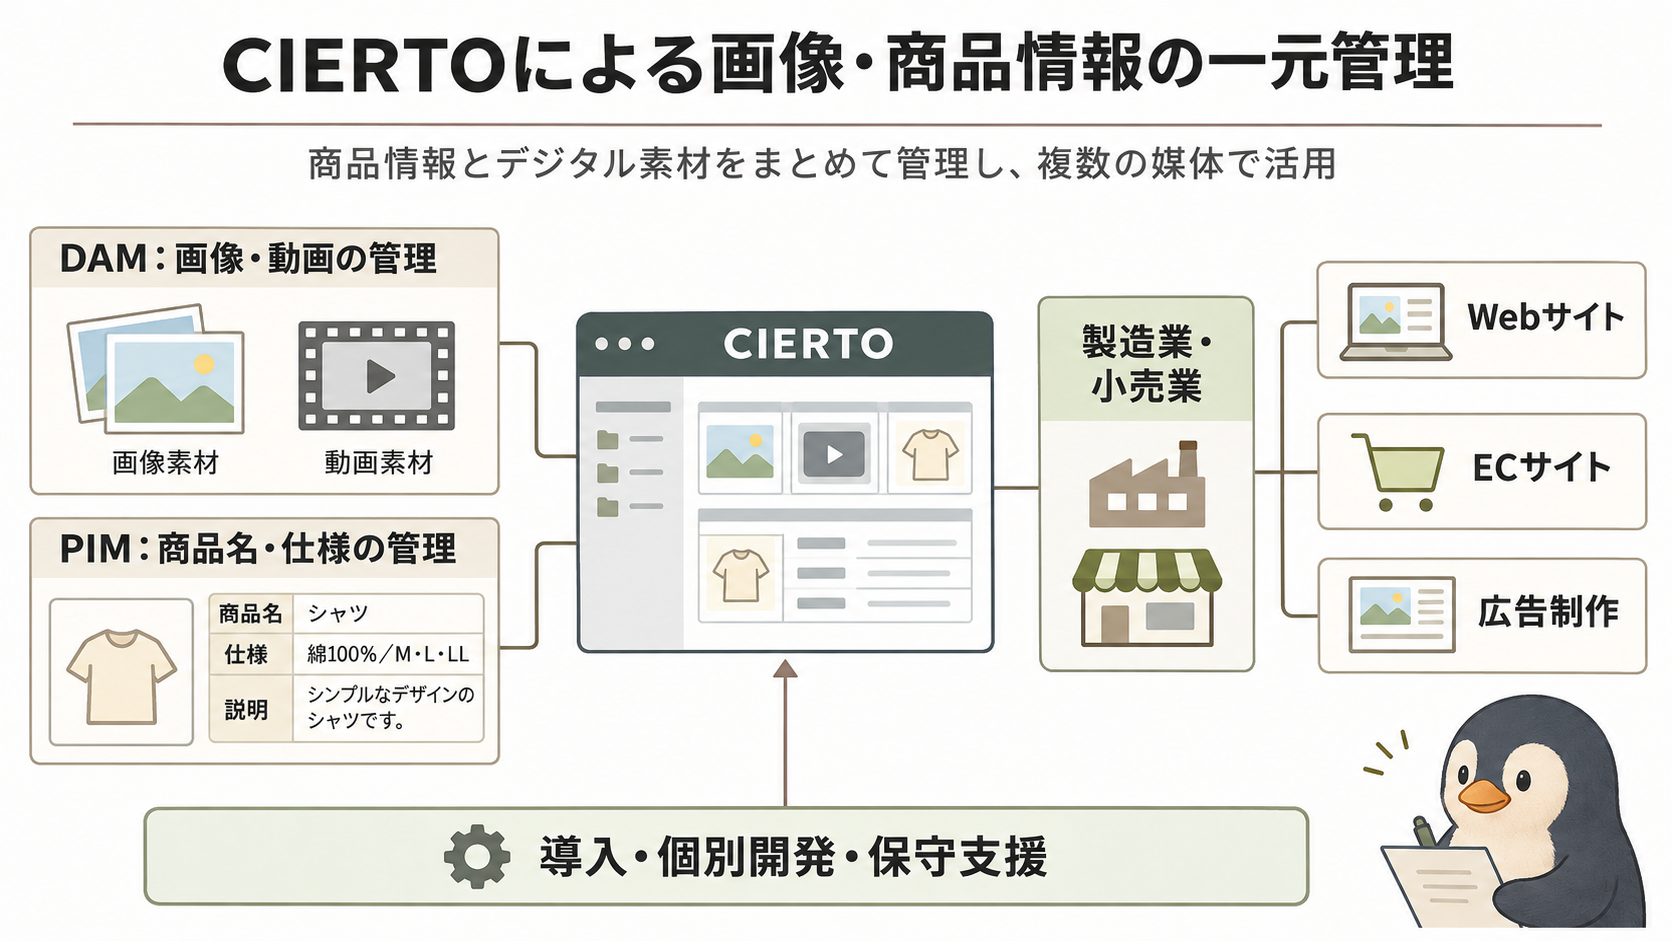 CIERTOによる画像・商品情報の一元管理
商品情報とデジタル素材をまとめて管理し、複数の媒体で活用
DAM：画像・動画の管理
画像素材
動画素材
PIM：商品名・仕様の管理
商品名 シャツ
仕様 綿100%／M・L・LL
説明 シンプルなデザインの
シャツです。
CIERTO
製造業・
小売業
Webサイト
ECサイト
広告制作
導入・個別開発・保守支援